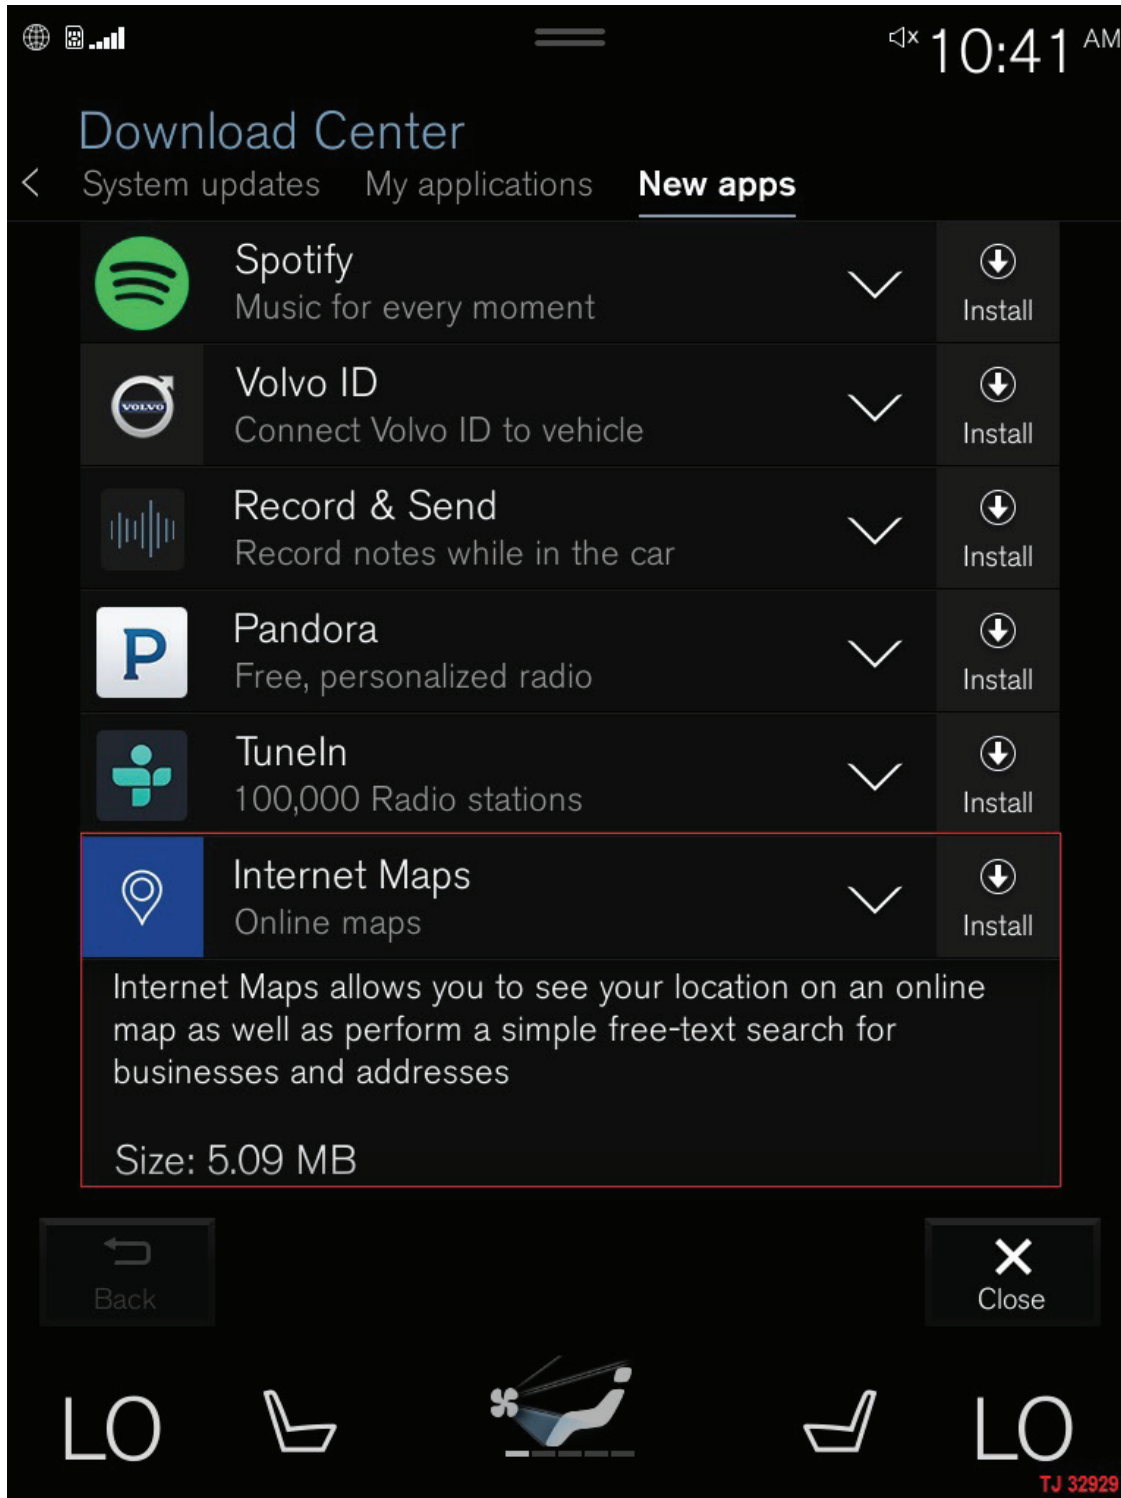 10:41 AM
Download Center
System updates My applications New apps
Spotify
Music for every moment
Install
VOLVO
Volvo ID
Connect Volvo ID to vehicle
Install
Record & Send
Record notes while in the car
Install
P
Pandora
Free, personalized radio
Install
TuneIn
100,000 Radio stations
Install
Internet Maps
Online maps
Install
Internet Maps allows you to see your location on an online
map as well as perform a simple free-text search for
businesses and addresses
Size: 5.09 MB
Back
Close
LO
LO
TJ 32929